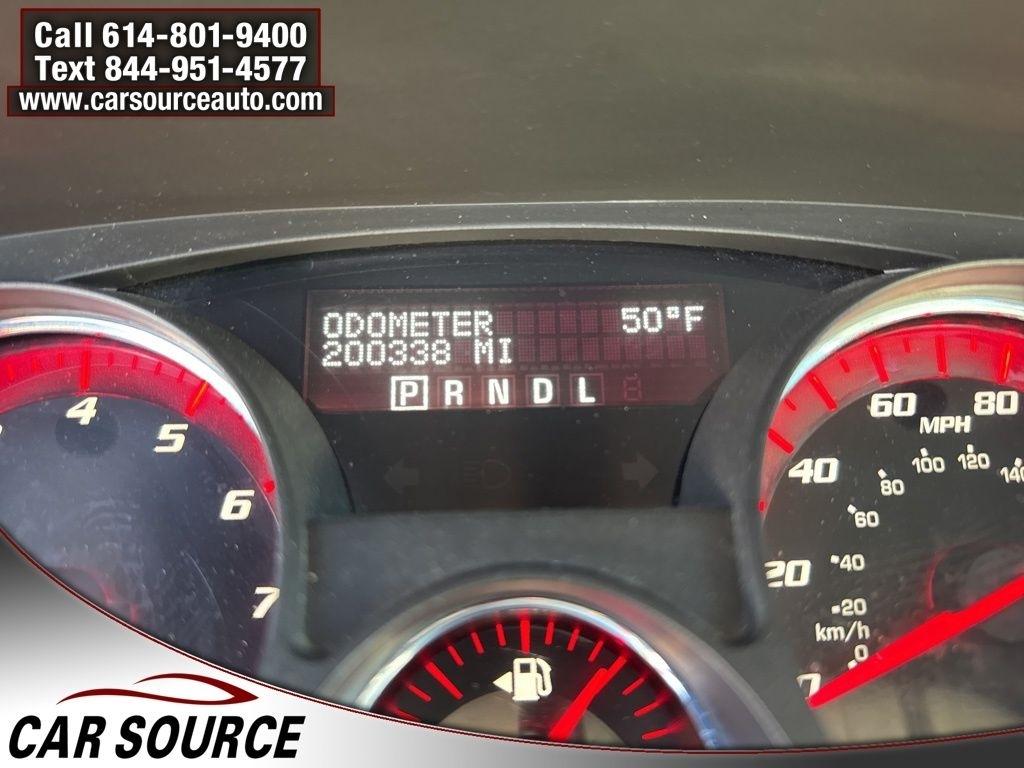 Call 614-801-9400
Text 844-951-4577
www.carsourceauto.com
ODOMETER 50°F
200338 MI
P R N D L
4
5
6
7
60 80
MPH
40
100 120 140
80
60
20
40
20
km/h
0
CAR SOURCE